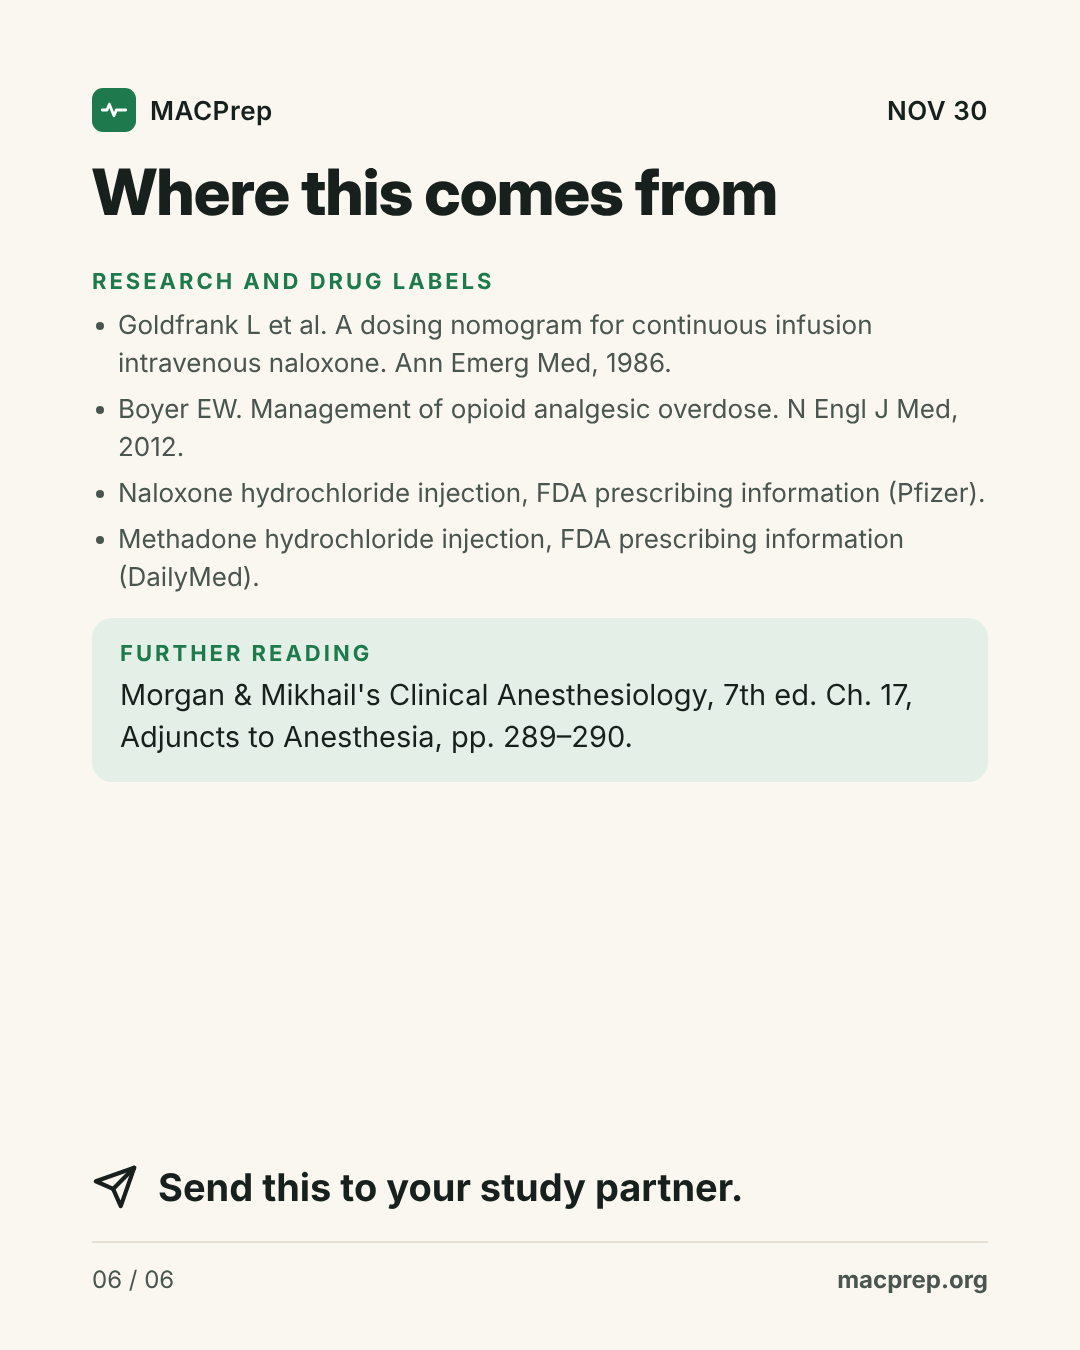 MACPrep
NOV 30
Where this comes from
RESEARCH AND DRUG LABELS
• Goldfrank L et al. A dosing nomogram for continuous infusion
intravenous naloxone. Ann Emerg Med, 1986.
• Boyer EW. Management of opioid analgesic overdose. N Engl J Med,
2012.
• Naloxone hydrochloride injection, FDA prescribing information (Pfizer).
• Methadone hydrochloride injection, FDA prescribing information
(DailyMed).
FURTHER READING
Morgan & Mikhail's Clinical Anesthesiology, 7th ed. Ch. 17,
Adjuncts to Anesthesia, pp. 289–290.
Send this to your study partner.
06 / 06
macprep.org